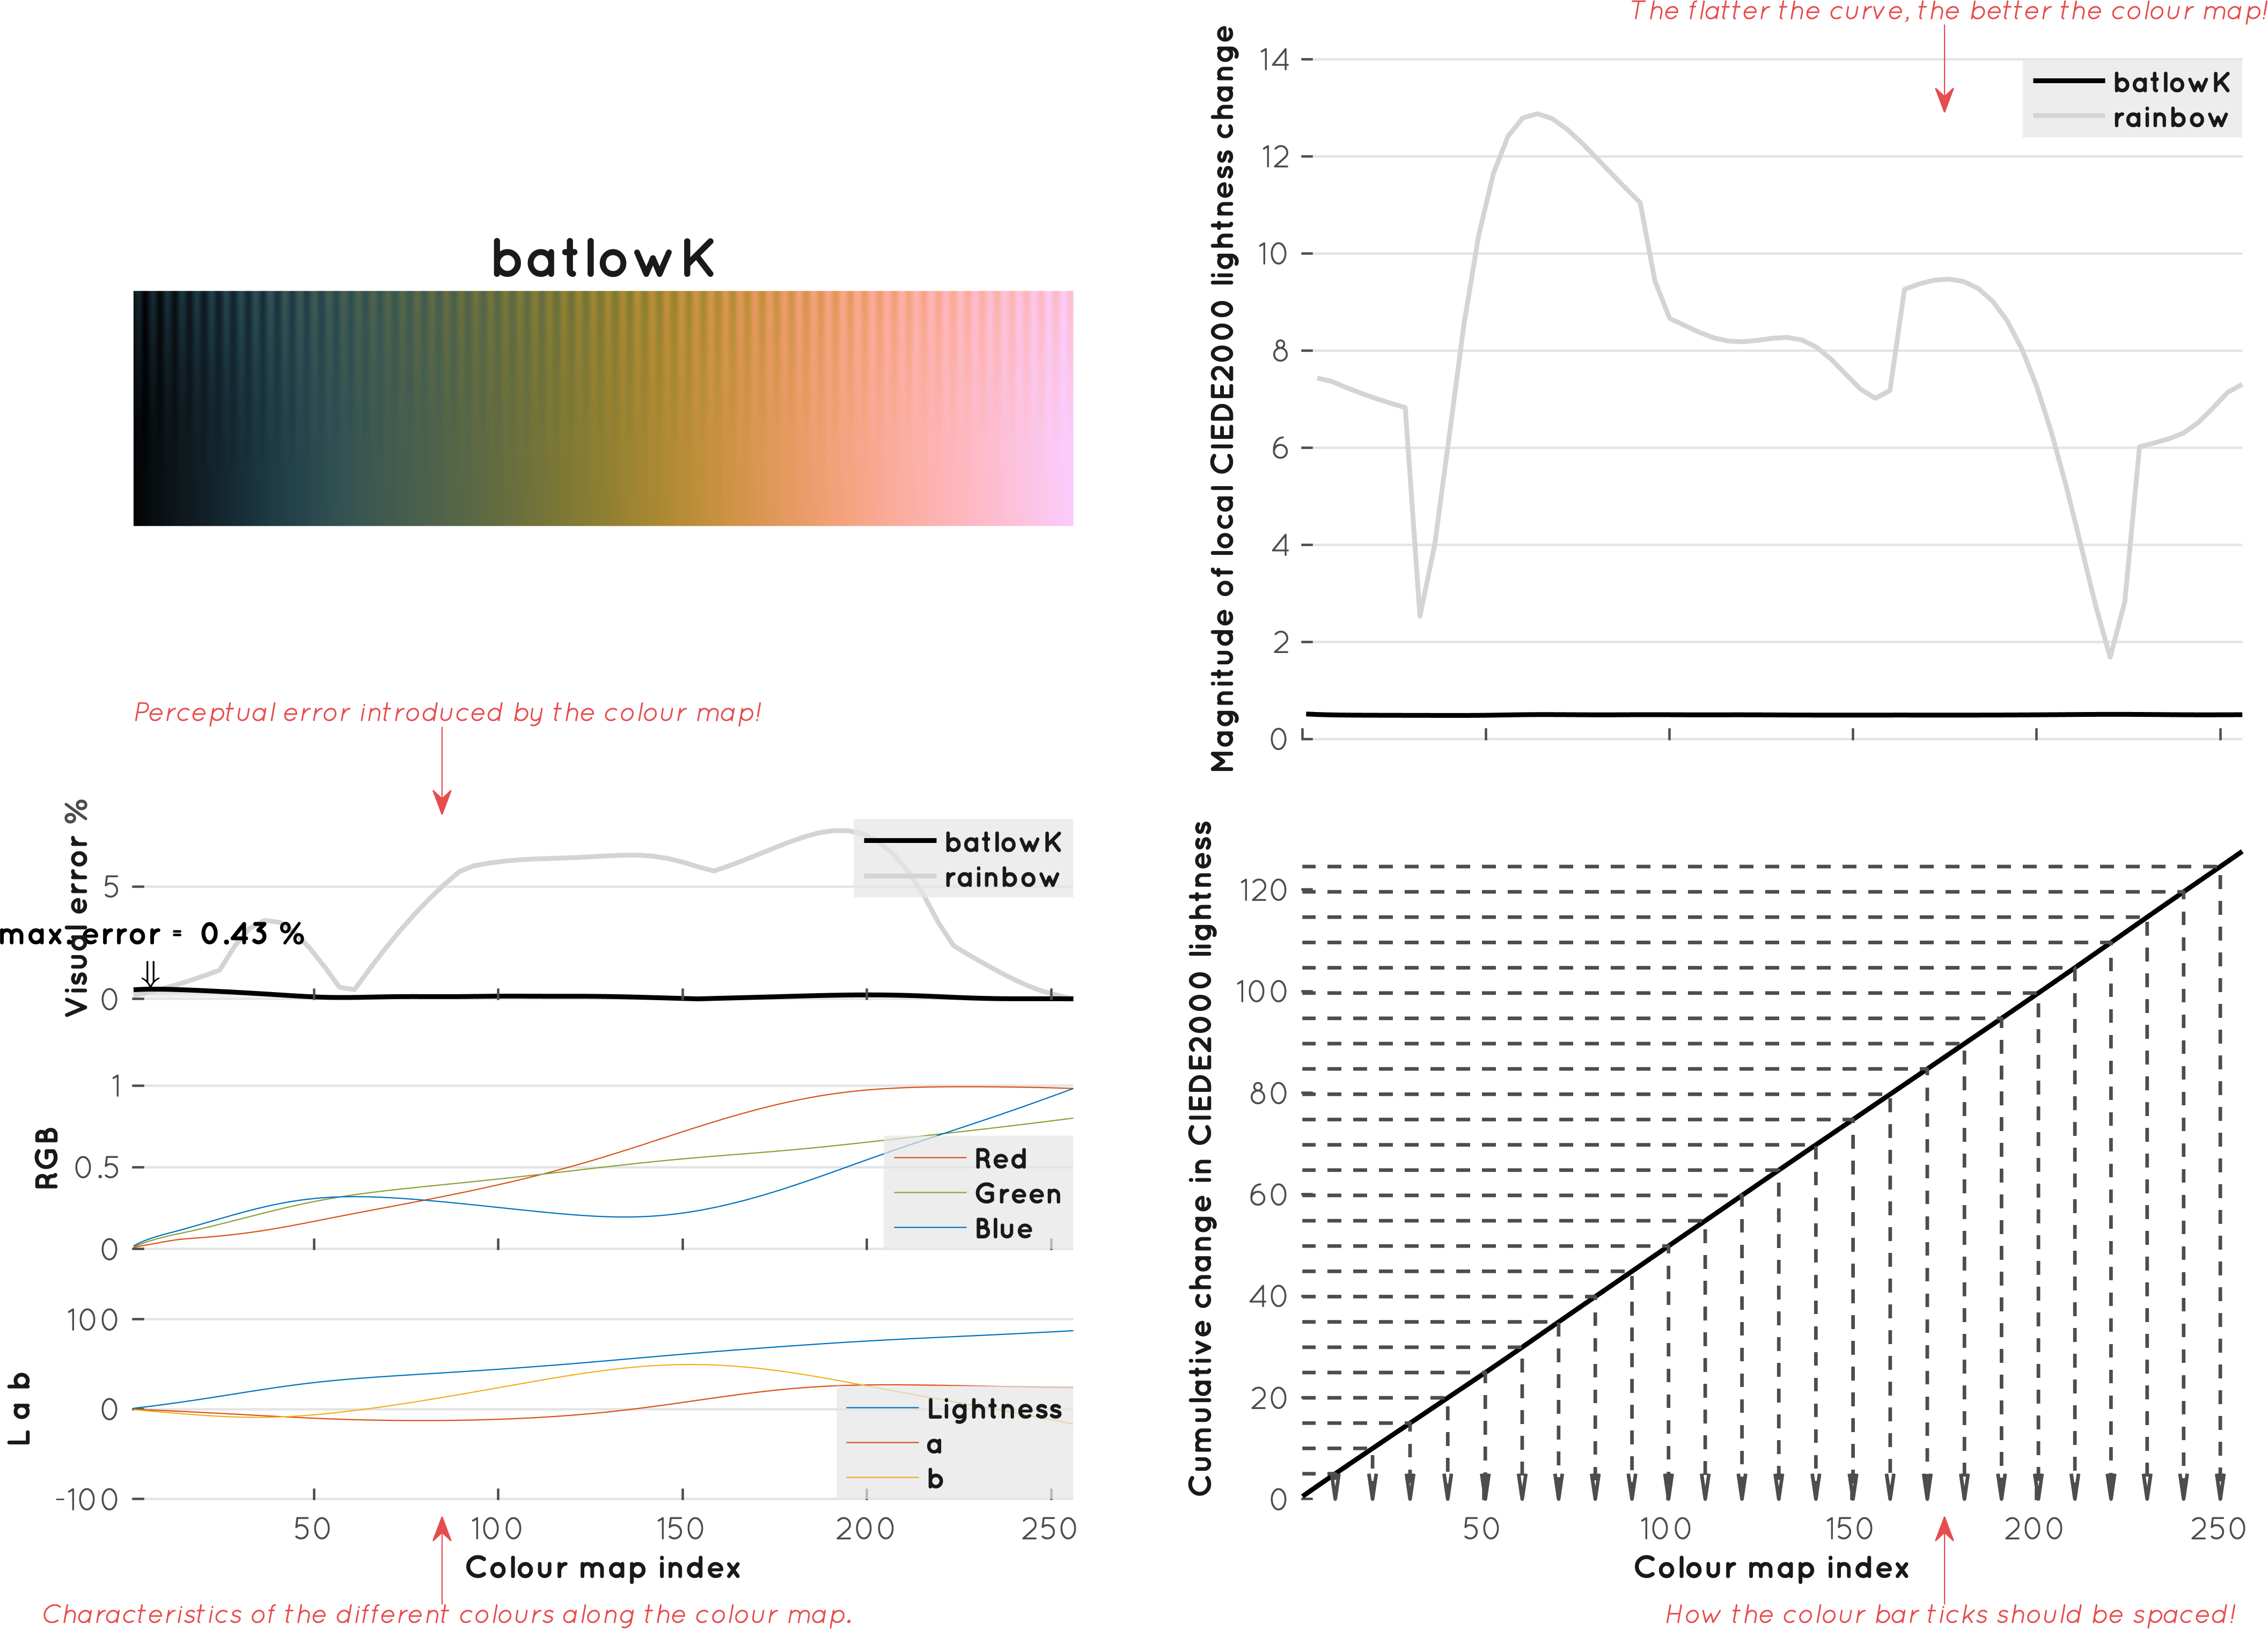 The flatter the curve, the better the colour map!
Magnitude of local CIEDE2000 lightness change
14
12
10
8
6
4
2
0
batlowK
rainbow
batlowK
Perceptual error introduced by the colour map!
Visual error %
5
0
max. error = 0.43 %
batlowK
rainbow
RGB
1
0.5
0
Red
Green
Blue
L a b
100
0
-100
Lightness
a
b
50 100 150 200 250
Colour map index
Characteristics of the different colours along the colour map.
Cumulative change in CIEDE2000 lightness
120
100
80
60
40
20
0
50 100 150 200 250
Colour map index
How the colour bar ticks should be spaced!